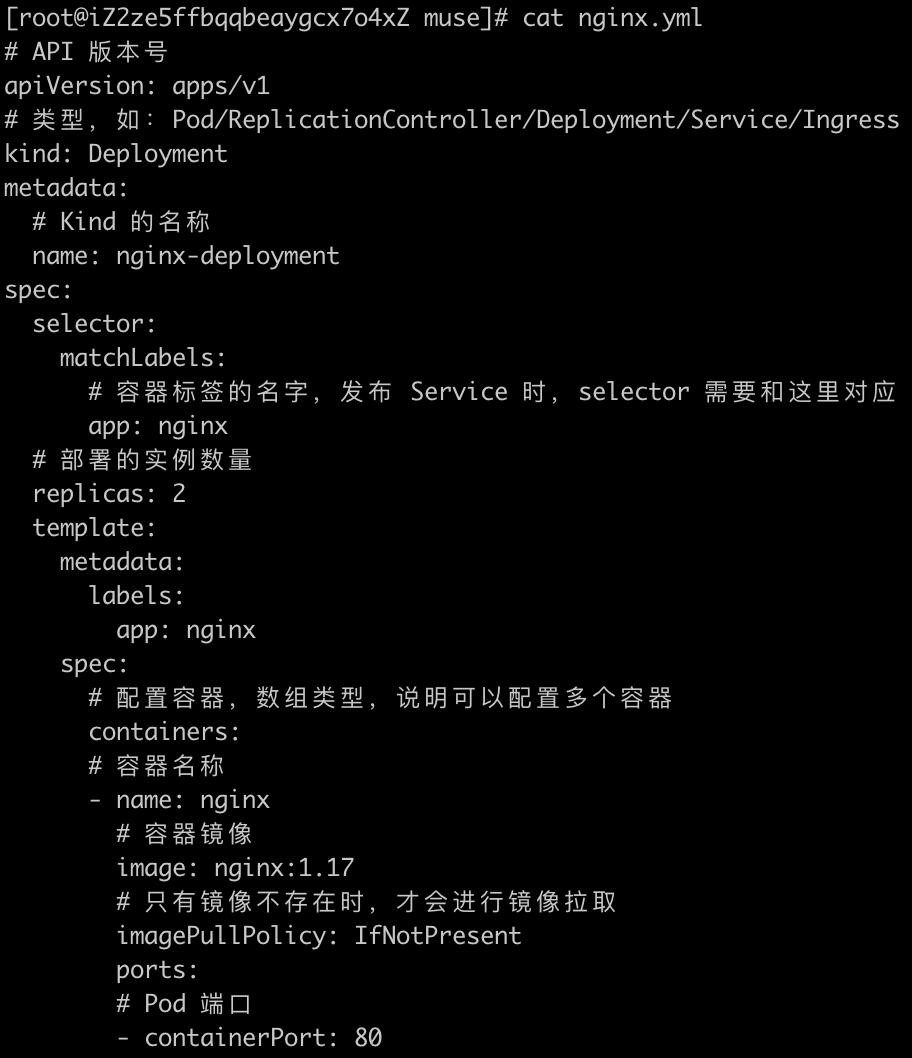 [root@iZ2ze5ffbqqbeaygcx7o4xZ muse]# cat nginx.yml
# API 版本号
apiVersion: apps/v1
# 类型，如：Pod/ReplicationController/Deployment/Service/Ingress
kind: Deployment
metadata:
  # Kind 的名称
  name: nginx-deployment
spec:
  selector:
    matchLabels:
      # 容器标签的名字，发布 Service 时，selector 需要和这里对应
      app: nginx
  # 部署的实例数量
  replicas: 2
  template:
    metadata:
      labels:
        app: nginx
    spec:
      # 配置容器，数组类型，说明可以配置多个容器
      containers:
      # 容器名称
      - name: nginx
        # 容器镜像
        image: nginx:1.17
        # 只有镜像不存在时，才会进行镜像拉取
        imagePullPolicy: IfNotPresent
        ports:
        # Pod 端口
        - containerPort: 80